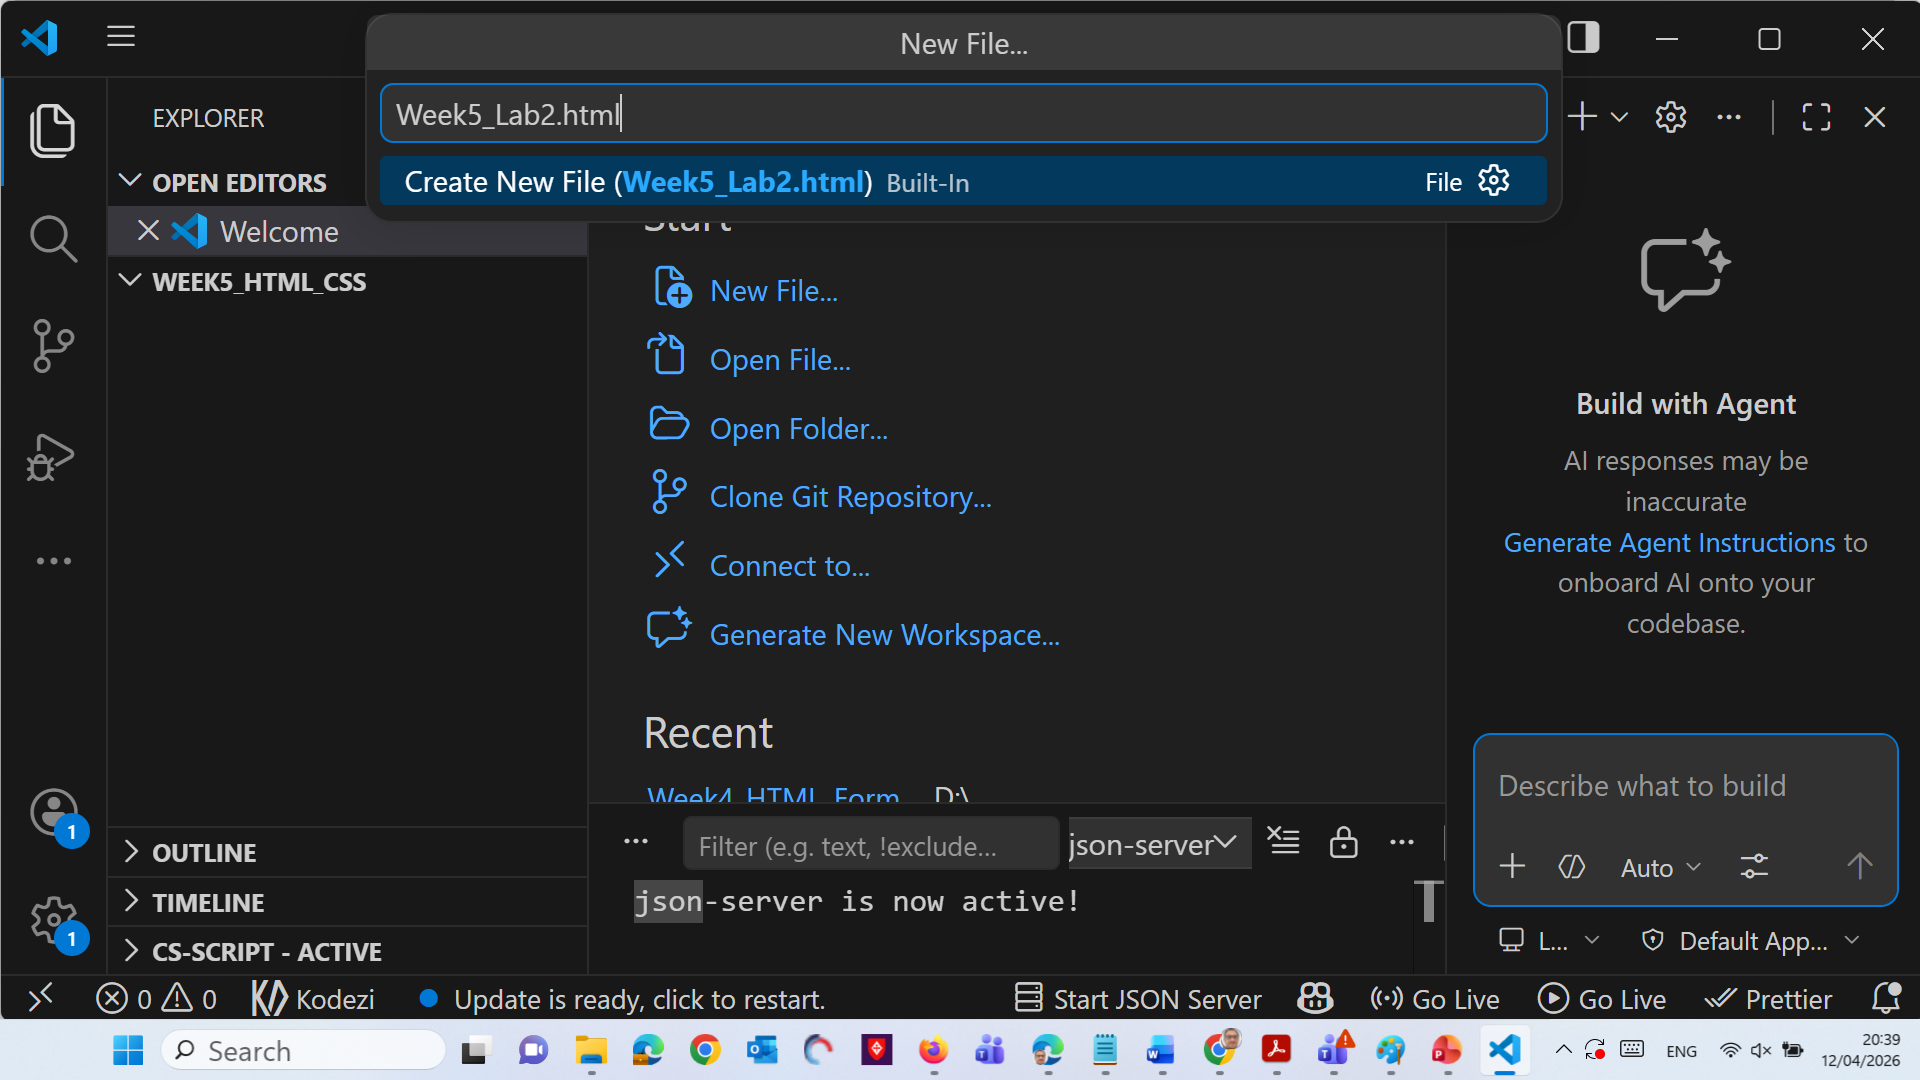 New File...
Week5_Lab2.html
Create New File (Week5_Lab2.html) Built-In
File
EXPLORER
OPEN EDITORS
Welcome
WEEK5_HTML_CSS
OUTLINE
TIMELINE
CS-SCRIPT - ACTIVE
1
1
Start
New File...
Open File...
Open Folder...
Clone Git Repository...
Connect to...
Generate New Workspace...
Recent
Week4_HTML_Form D:\
Filter (e.g. text, !exclude...
json-server
json-server is now active!
Build with Agent
AI responses may be
inaccurate
Generate Agent Instructions to
onboard AI onto your
codebase.
Describe what to build
Auto
L...
Default App...
0
0
Kodezi
Update is ready, click to restart.
Start JSON Server
Go Live
Go Live
Prettier
Search
ENG
20:39
12/04/2026